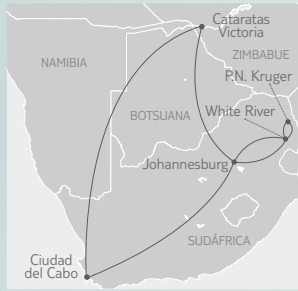 Cataratas
Victoria
ZIMBABUE
NAMIBIA
P.N. Kruger
BOTSUANA
White River
Johannesburg
SUDÁFRICA
Ciudad
del Cabo